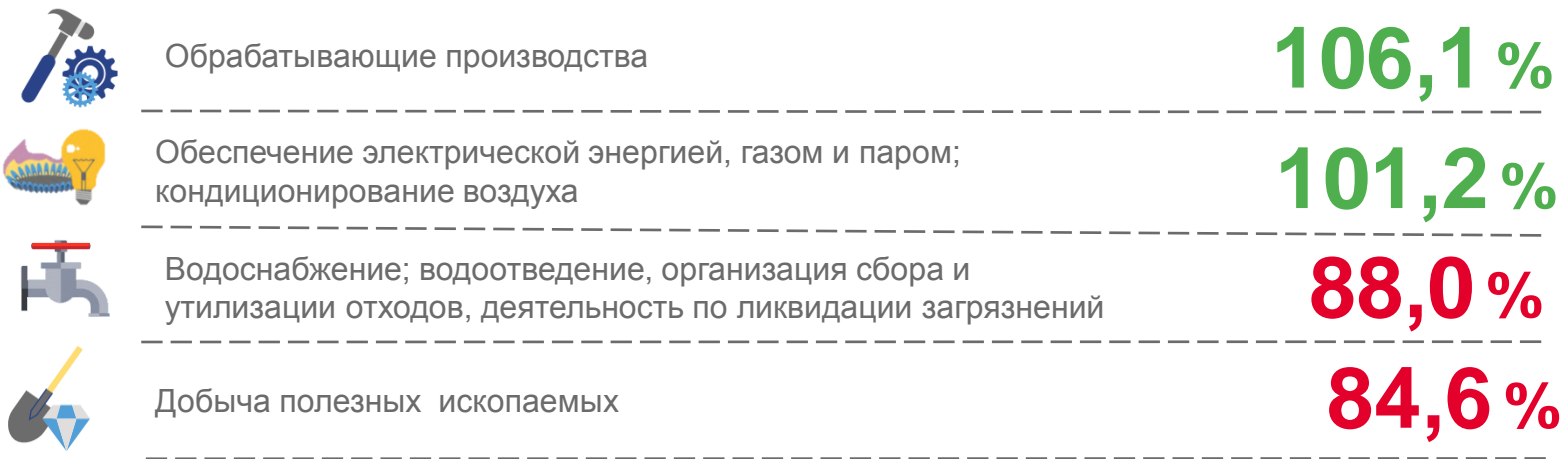 Обрабатывающие производства
106,1 %
Обеспечение электрической энергией, газом и паром;
кондиционирование воздуха
101,2 %
Водоснабжение; водоотведение, организация сбора и
утилизации отходов, деятельность по ликвидации загрязнений
88,0 %
Добыча полезных ископаемых
84,6 %